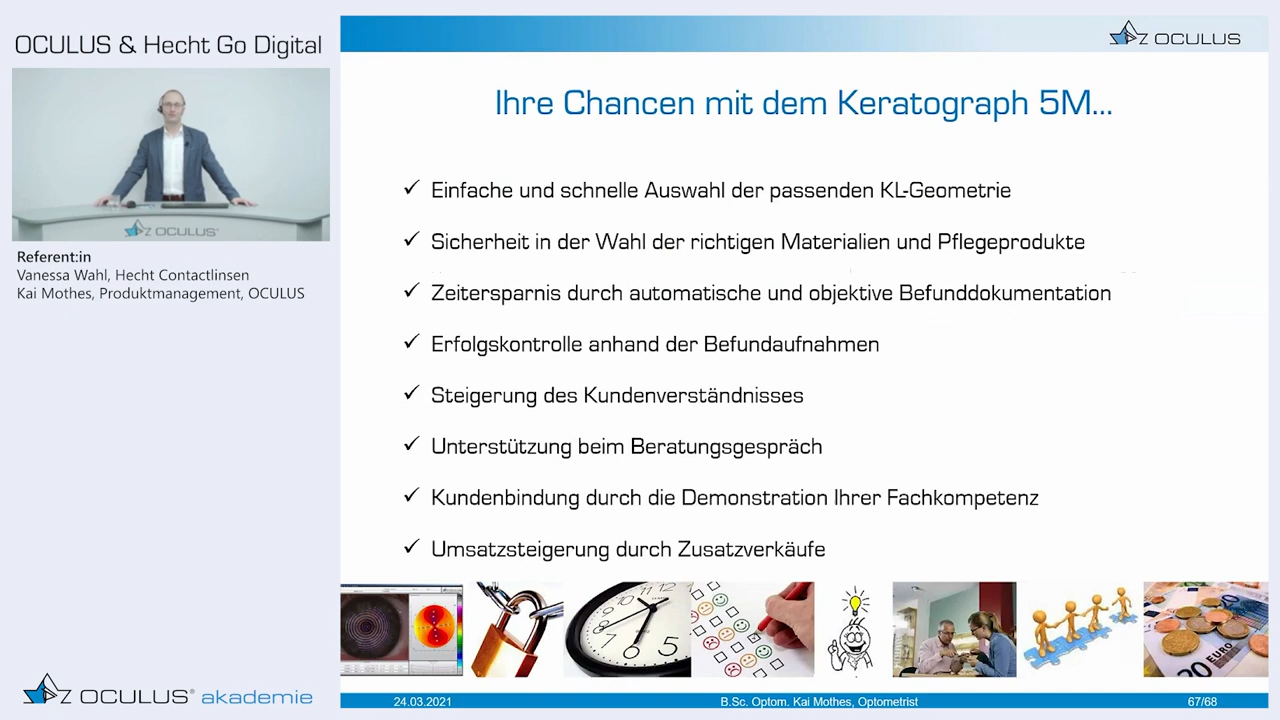 OCULUS & Hecht Go Digital
OCULUS
Referent:in
Vanessa Wahl, Hecht Contactlinsen
Kai Mothes, Produktmanagement, OCULUS
OCULUS® akademie
OCULUS
Ihre Chancen mit dem Keratograph 5M...
✓ Einfache und schnelle Auswahl der passenden KL-Geometrie
✓ Sicherheit in der Wahl der richtigen Materialien und Pflegeprodukte
✓ Zeitersparnis durch automatische und objektive Befunddokumentation
✓ Erfolgskontrolle anhand der Befundaufnahmen
✓ Steigerung des Kundenverständnisses
✓ Unterstützung beim Beratungsgespräch
✓ Kundenbindung durch die Demonstration Ihrer Fachkompetenz
✓ Umsatzsteigerung durch Zusatzverkäufe
20 EURO
24.03.2021
B.Sc. Optom. Kai Mothes, Optometrist
67/68